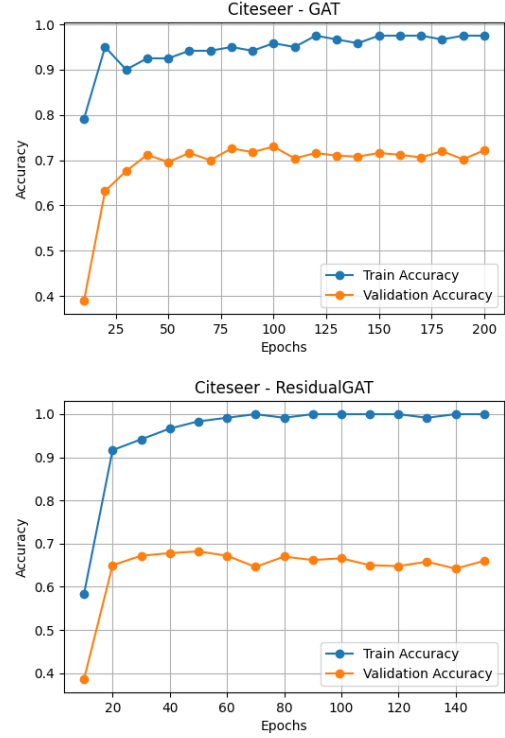 Citeseer - GAT
1.0
0.9
0.8
0.7
0.6
0.5
0.4
Accuracy
Train Accuracy
Validation Accuracy
25 50 75 100 125 150 175 200
Epochs
Citeseer - ResidualGAT
1.0
0.9
0.8
0.7
0.6
0.5
0.4
Accuracy
Train Accuracy
Validation Accuracy
20 40 60 80 100 120 140
Epochs